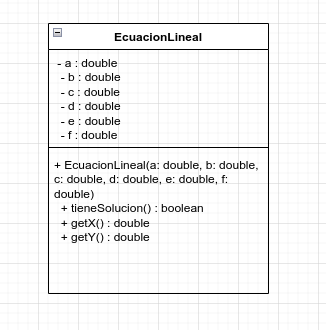 EcuacionLineal
- a : double
- b : double
- c : double
- d : double
- e : double
- f : double
+ EcuacionLineal(a: double, b: double,
c: double, d: double, e: double, f:
double)
+ tieneSolucion() : boolean
+ getX() : double
+ getY() : double